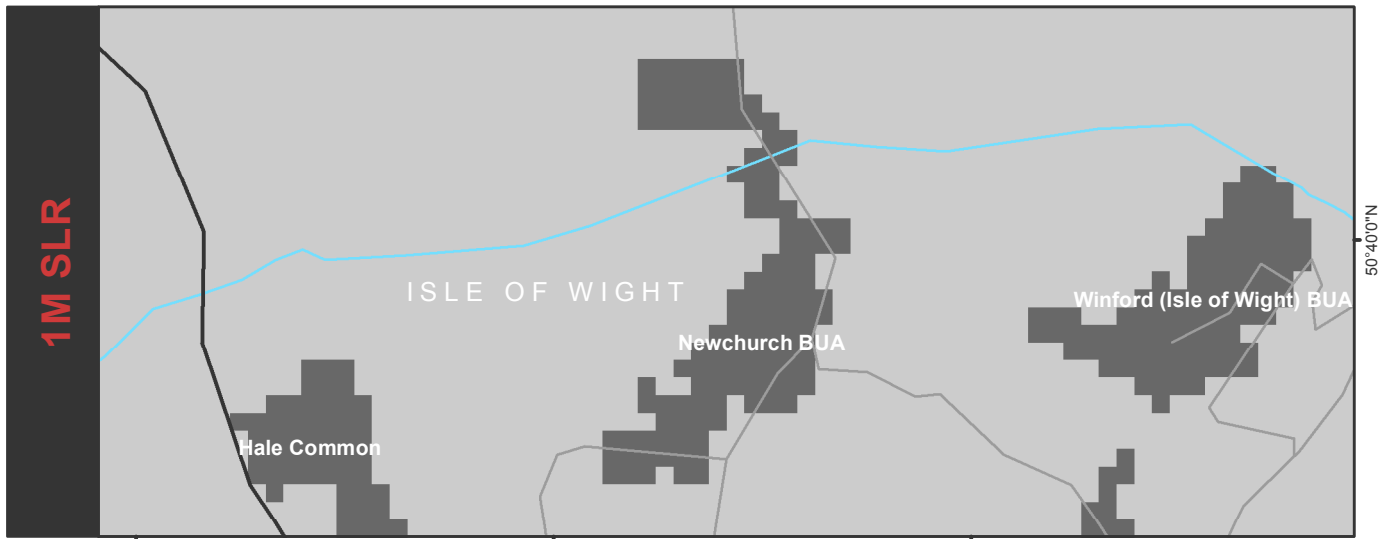 1M SLR
ISLE OF WIGHT
Winford (Isle of Wight) BUA
Newchurch BUA
Hale Common
50°40'0"N